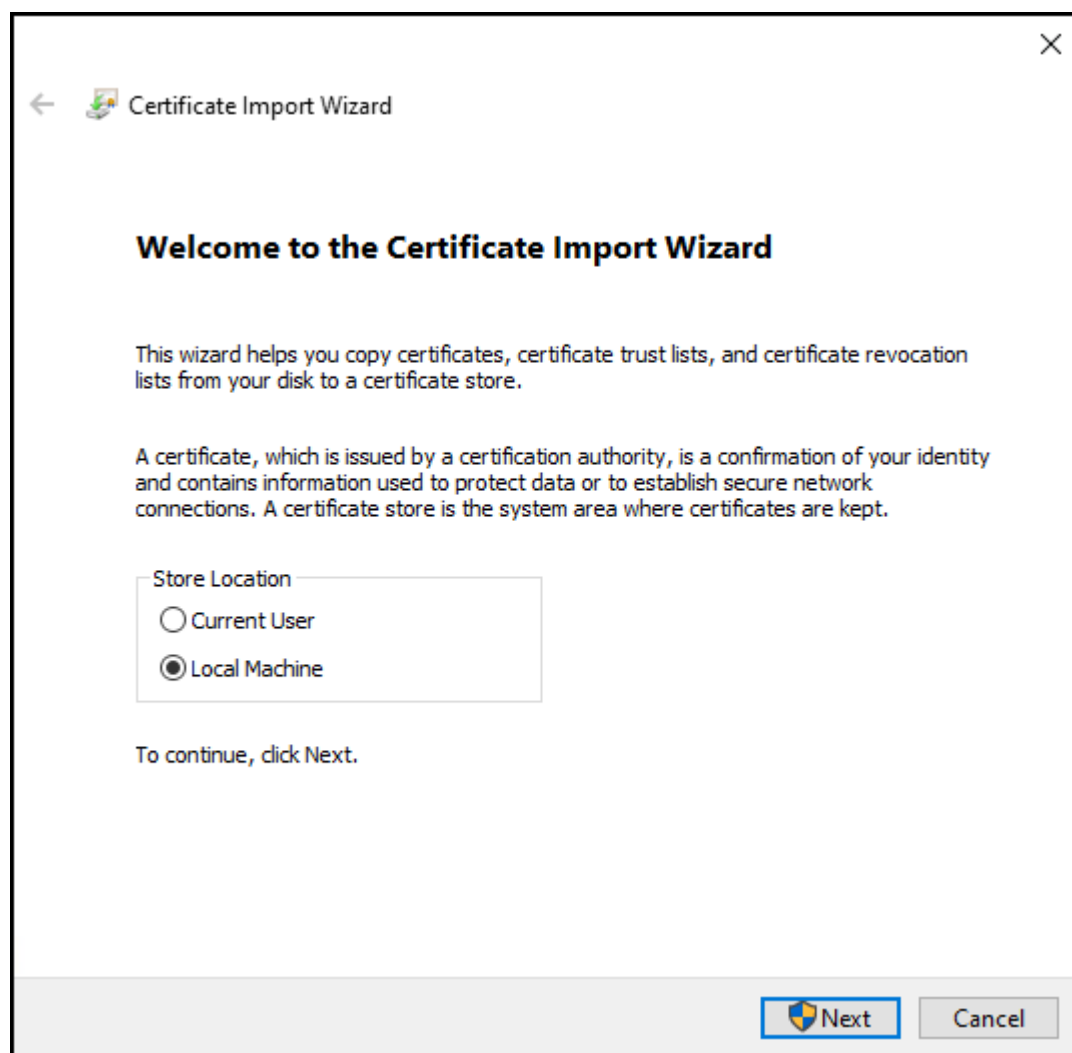 Certificate Import Wizard
Welcome to the Certificate Import Wizard
This wizard helps you copy certificates, certificate trust lists, and certificate revocation
lists from your disk to a certificate store.
A certificate, which is issued by a certification authority, is a confirmation of your identity
and contains information used to protect data or to establish secure network
connections. A certificate store is the system area where certificates are kept.
Store Location
Current User
Local Machine
To continue, click Next.
Next
Cancel